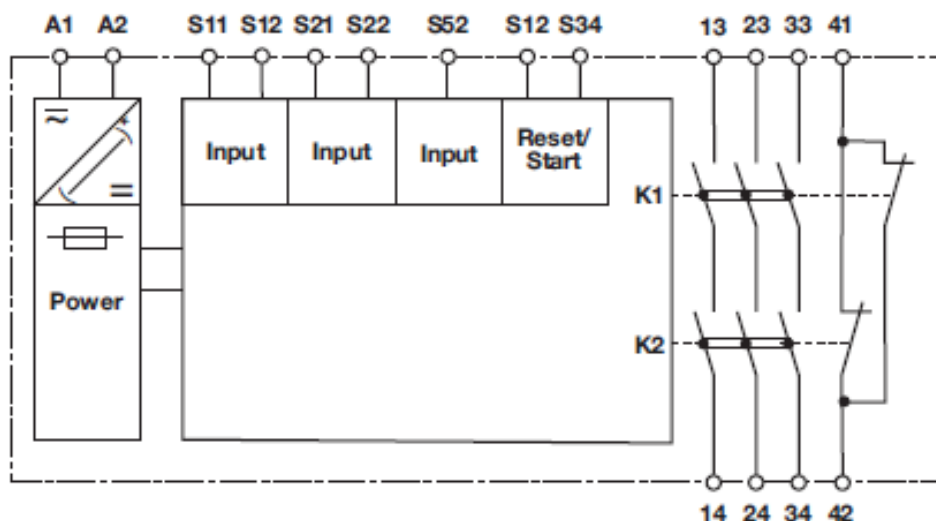 A1 A2 S11 S12 S21 S22 S52 S12 S34 13 23 33 41
Input Input Input Reset/
Start
K1
Power
K2
14 24 34 42